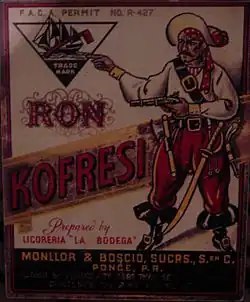 F.A.C.A. PERMIT NO. R-427
TRADE
MARK
RON
KOFRESI
Prepared by
LICORERIA "LA BODEGA"
MONLLOR & BOSCIO, SUCRS., S. EN C.
PONCE, P.R.